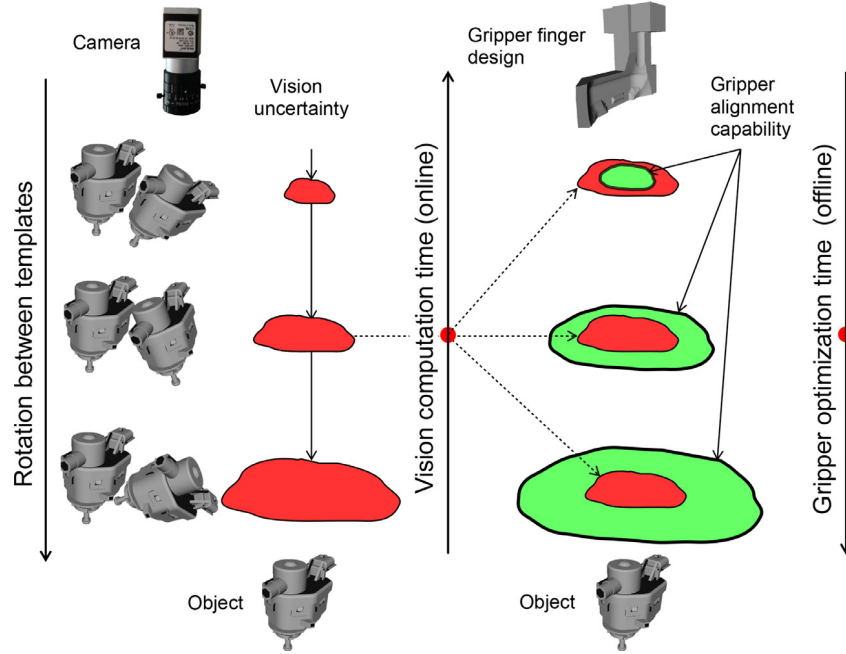 Camera
Vision
uncertainty
Gripper finger
design
Gripper
alignment
capability
Rotation between templates
Vision computation time (online)
Gripper optimization time (offline)
Object
Object